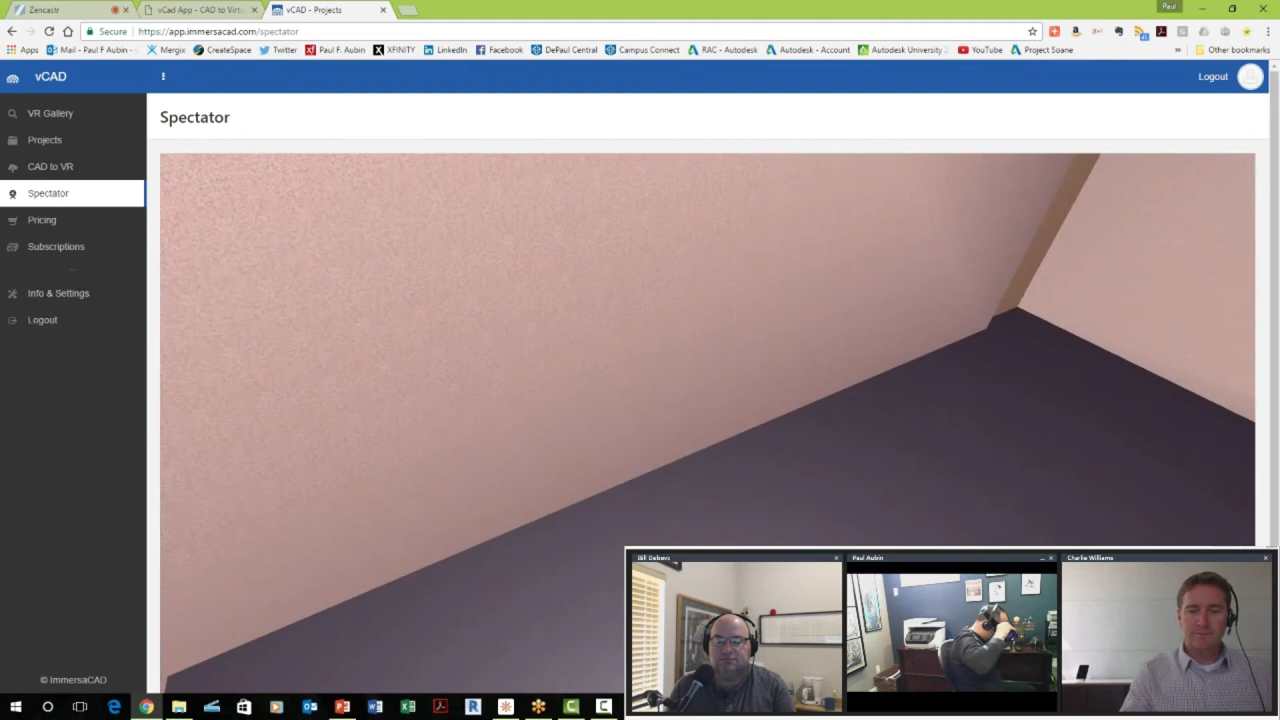 Zencastr
vCad App - CAD to Virtu
vCAD - Projects
Paul
Secure
https://app.immersacad.com/spectator
Apps
Mail - Paul F Aubin -
Mergix
CreateSpace
Twitter
Paul F. Aubin
XFINITY
LinkedIn
Facebook
DePaul Central
Campus Connect
RAC - Autodesk
Autodesk - Account
Autodesk University
YouTube
Project Soane
»
Other bookmarks
vCAD
Logout
VR Gallery
Projects
CAD to VR
Spectator
Pricing
Subscriptions
Info & Settings
Logout
© ImmersaCAD
Spectator
Paul Aubin
Charlie Williams